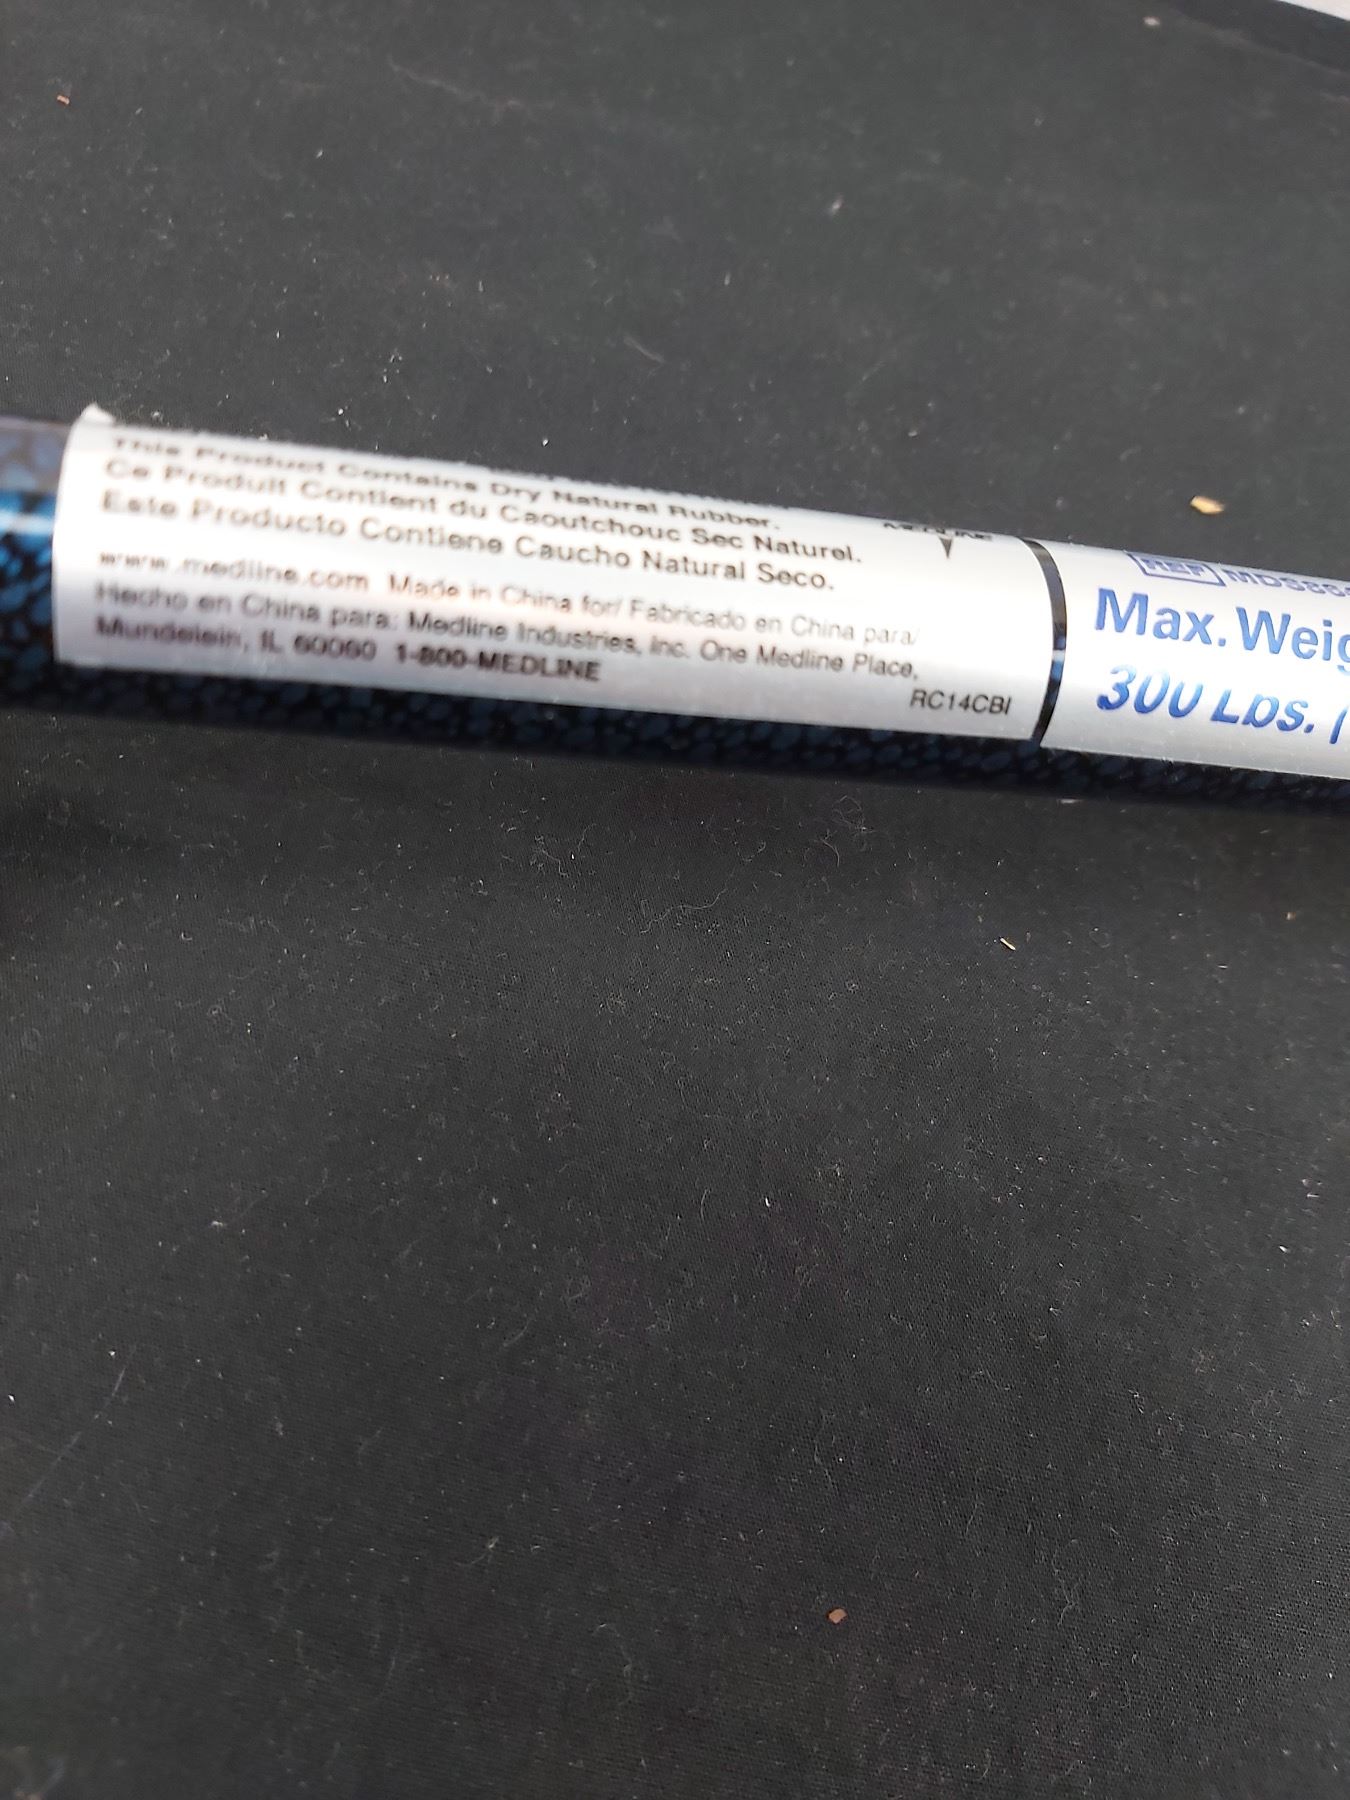 This Product Contains Dry Natural Rubber.
Ce Produit Contient du Caoutchouc Sec Naturel.
Este Producto Contiene Caucho Natural Seco.
www.medline.com Made in China for/ Fabricado en China para/
Hecho en China para: Medline Industries, Inc. One Medline Place,
Mundelein, IL 60060 1-800-MEDLINE
RC14CBI
MEDLINE
REF
Max. Weig
300 Lbs. |